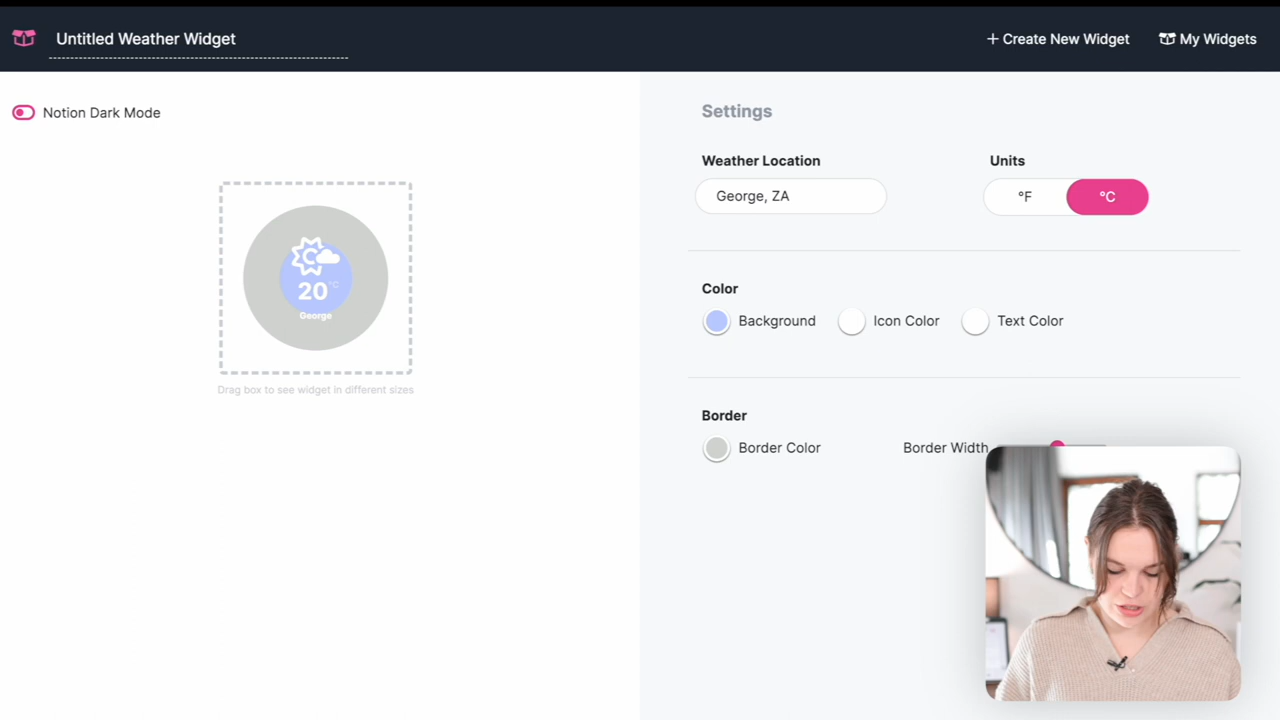 Untitled Weather Widget
+ Create New Widget
My Widgets
Notion Dark Mode
20 °C
George
Drag box to see widget in different sizes
Settings
Weather Location
Units
George, ZA
°F
°C
Color
Background
Icon Color
Text Color
Border
Border Color
Border Width